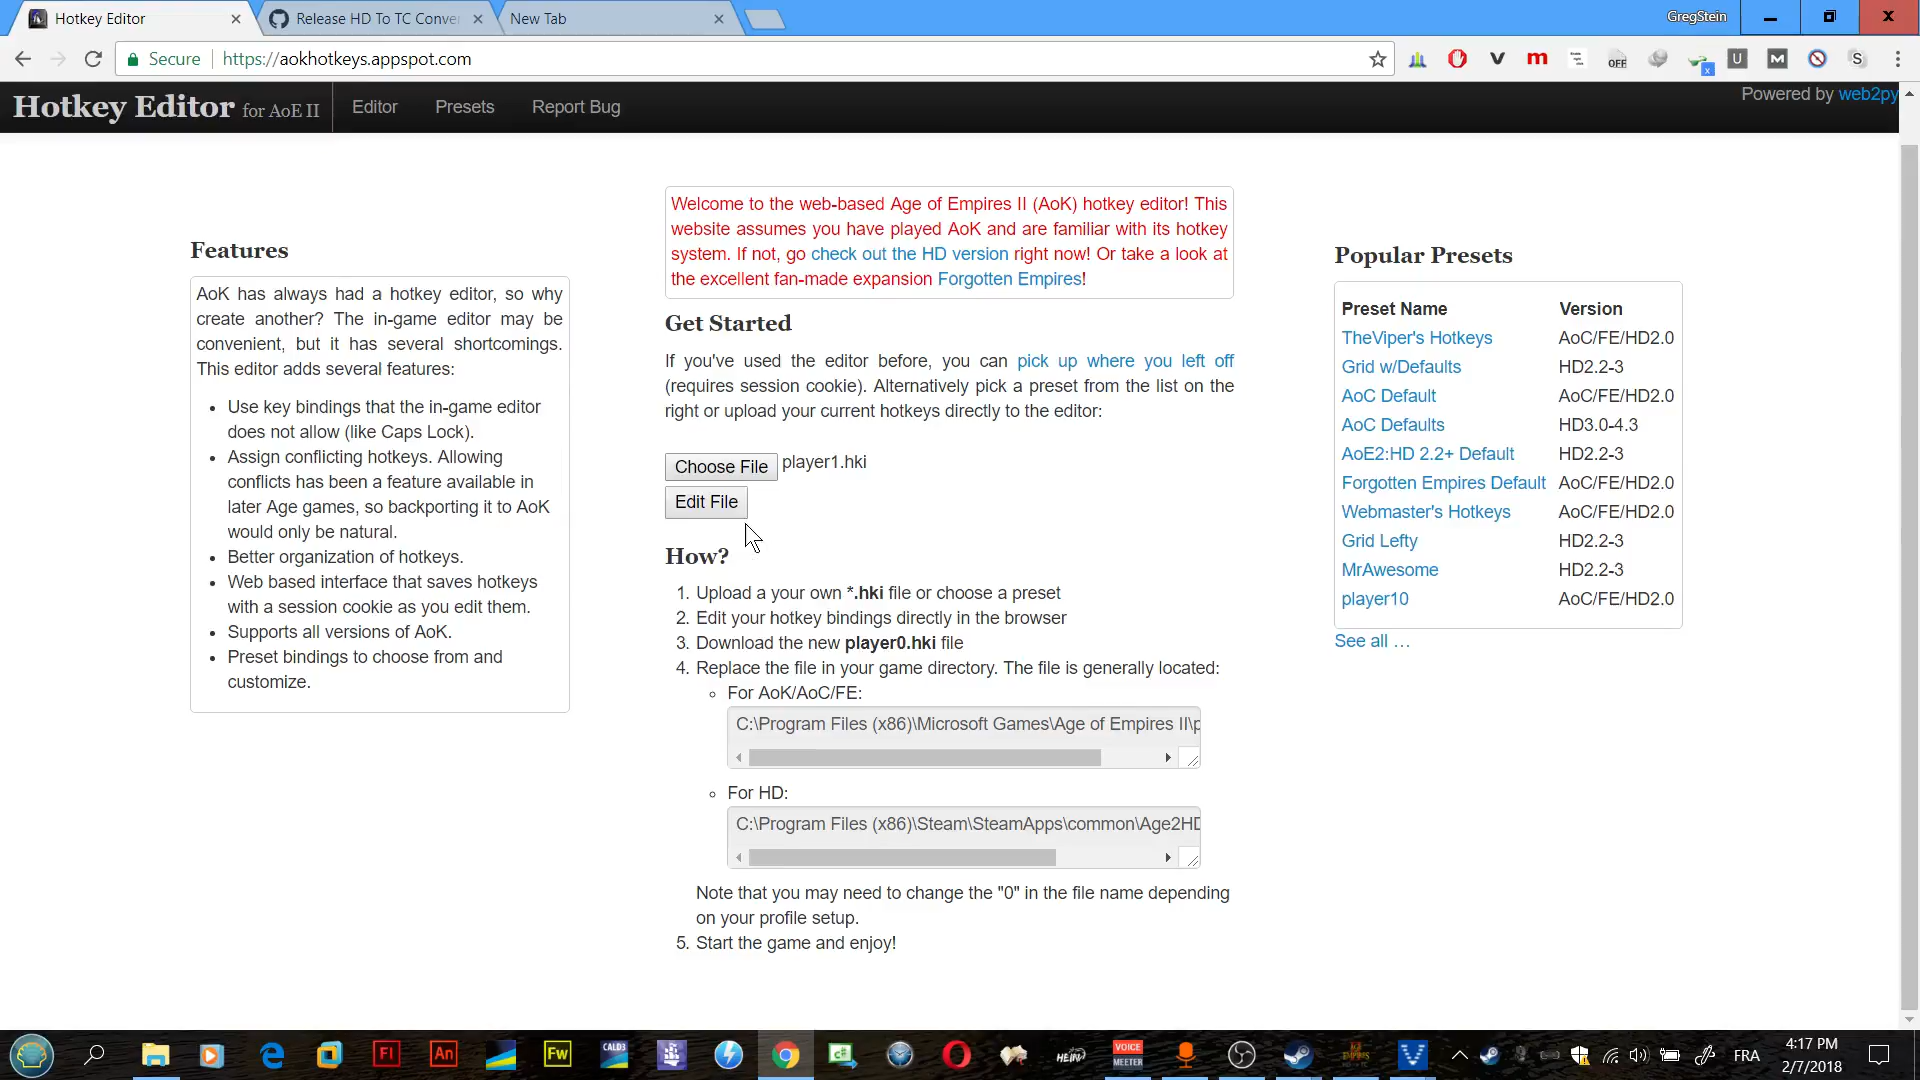 Hotkey Editor
Release HD To TC Conver
New Tab
GregStein
Secure
https://aokhotkeys.appspot.com
OFF
Hotkey Editor for AoE II
Editor
Presets
Report Bug
Powered by web2py
Features
AoK has always had a hotkey editor, so why
create another? The in-game editor may be
convenient, but it has several shortcomings.
This editor adds several features:
• Use key bindings that the in-game editor
does not allow (like Caps Lock).
• Assign conflicting hotkeys. Allowing
conflicts has been a feature available in
later Age games, so backporting it to AoK
would only be natural.
• Better organization of hotkeys.
• Web based interface that saves hotkeys
with a session cookie as you edit them.
• Supports all versions of AoK.
• Preset bindings to choose from and
customize.
Welcome to the web-based Age of Empires II (AoK) hotkey editor! This
website assumes you have played AoK and are familiar with its hotkey
system. If not, go check out the HD version right now! Or take a look at
the excellent fan-made expansion Forgotten Empires!
Get Started
If you've used the editor before, you can pick up where you left off
(requires session cookie). Alternatively pick a preset from the list on the
right or upload your current hotkeys directly to the editor:
Choose File player1.hki
Edit File
How?
1. Upload a your own *.hki file or choose a preset
2. Edit your hotkey bindings directly in the browser
3. Download the new player0.hki file
4. Replace the file in your game directory. The file is generally located:
For AoK/AoC/FE:
C:\Program Files (x86)\Microsoft Games\Age of Empires II\p
For HD:
C:\Program Files (x86)\Steam\SteamApps\common\Age2HD
Note that you may need to change the "0" in the file name depending
on your profile setup.
5. Start the game and enjoy!
Popular Presets
Preset Name Version
TheViper's Hotkeys AoC/FE/HD2.0
Grid w/Defaults HD2.2-3
AoC Default AoC/FE/HD2.0
AoC Defaults HD3.0-4.3
AoE2:HD 2.2+ Default HD2.2-3
Forgotten Empires Default AoC/FE/HD2.0
Webmaster's Hotkeys AoC/FE/HD2.0
Grid Lefty HD2.2-3
MrAwesome HD2.2-3
player10 AoC/FE/HD2.0
See all …
Fl
An
Fw
CALD3
VOICE
MEETER
FRA
4:17 PM
2/7/2018